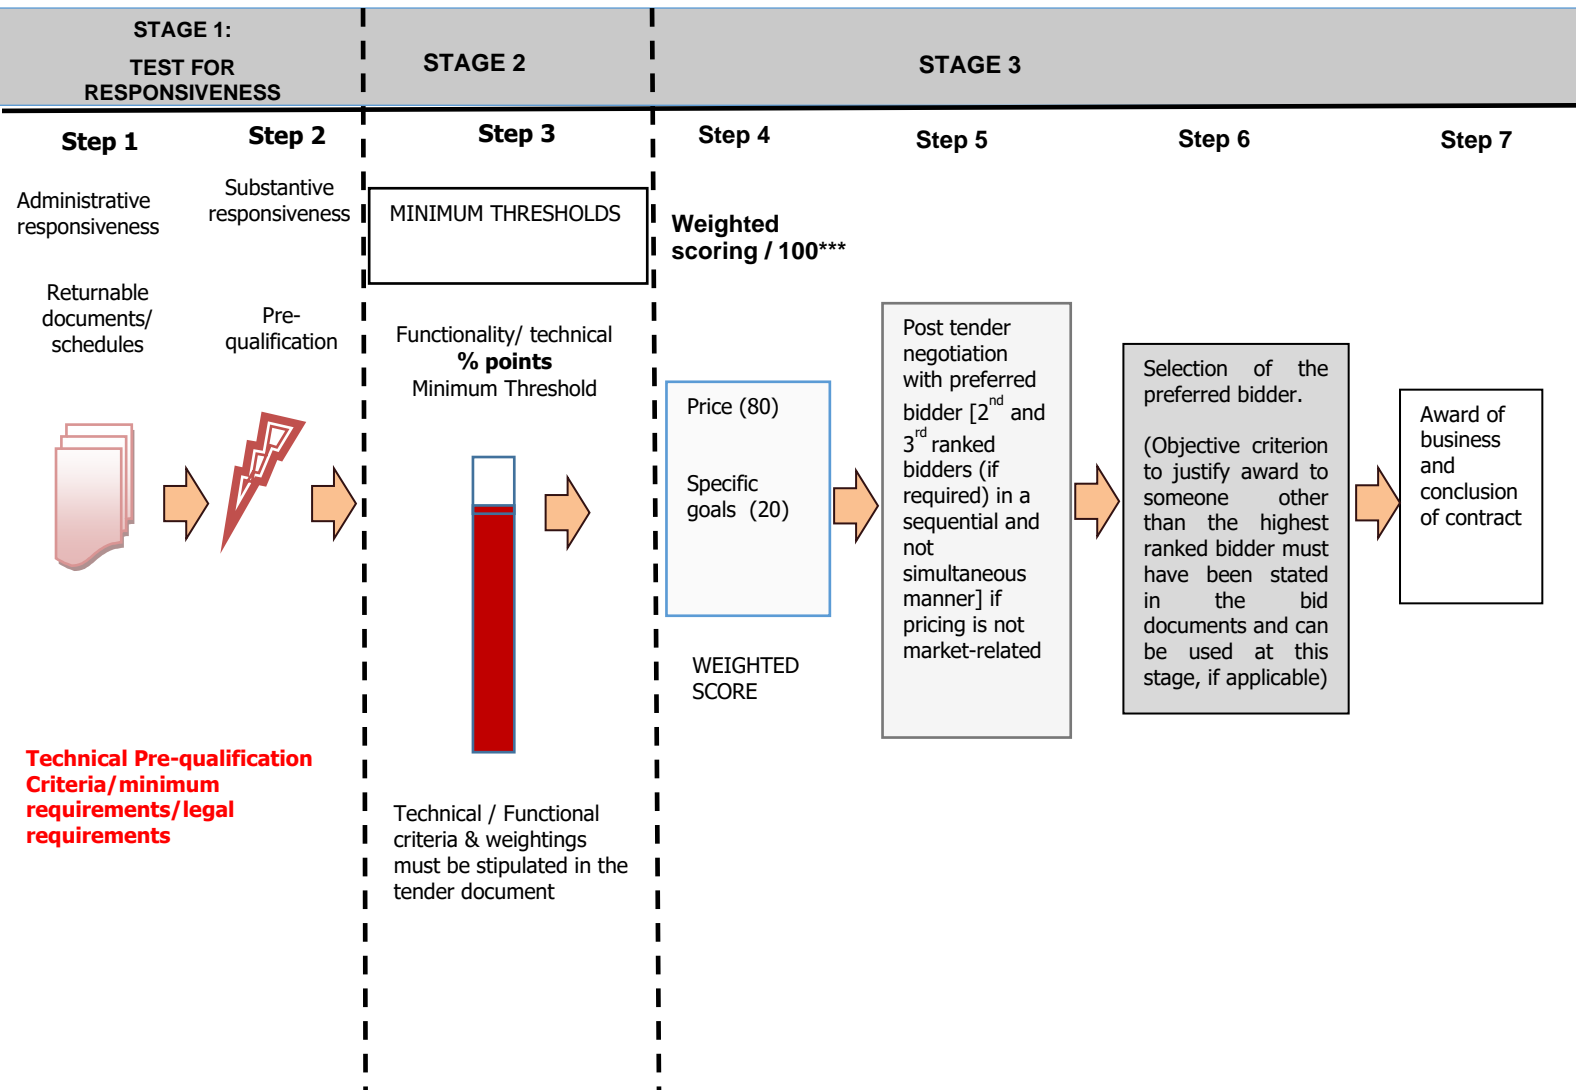 STAGE 1:
TEST FOR
RESPONSIVENESS
STAGE 2
STAGE 3
Step 1
Step 2
Step 3
Step 4
Step 5
Step 6
Step 7
Administrative
responsiveness
Substantive
responsiveness
MINIMUM THRESHOLDS
Weighted
scoring / 100***
Returnable
documents/
schedules
Pre-
qualification
Functionality/ technical
% points
Minimum Threshold
Price (80)
Specific
goals (20)
WEIGHTED
SCORE
Post tender
negotiation
with preferred
bidder [2nd and
3rd ranked
bidders (if
required) in a
sequential and
not
simultaneous
manner] if
pricing is not
market-related
Selection of the
preferred bidder.
(Objective criterion
to justify award to
someone other
than the highest
ranked bidder must
have been stated
in the bid
documents and can
be used at this
stage, if applicable)
Award of
business
and
conclusion
of contract
Technical Pre-qualification
Criteria/minimum
requirements/legal
requirements
Technical / Functional
criteria & weightings
must be stipulated in the
tender document